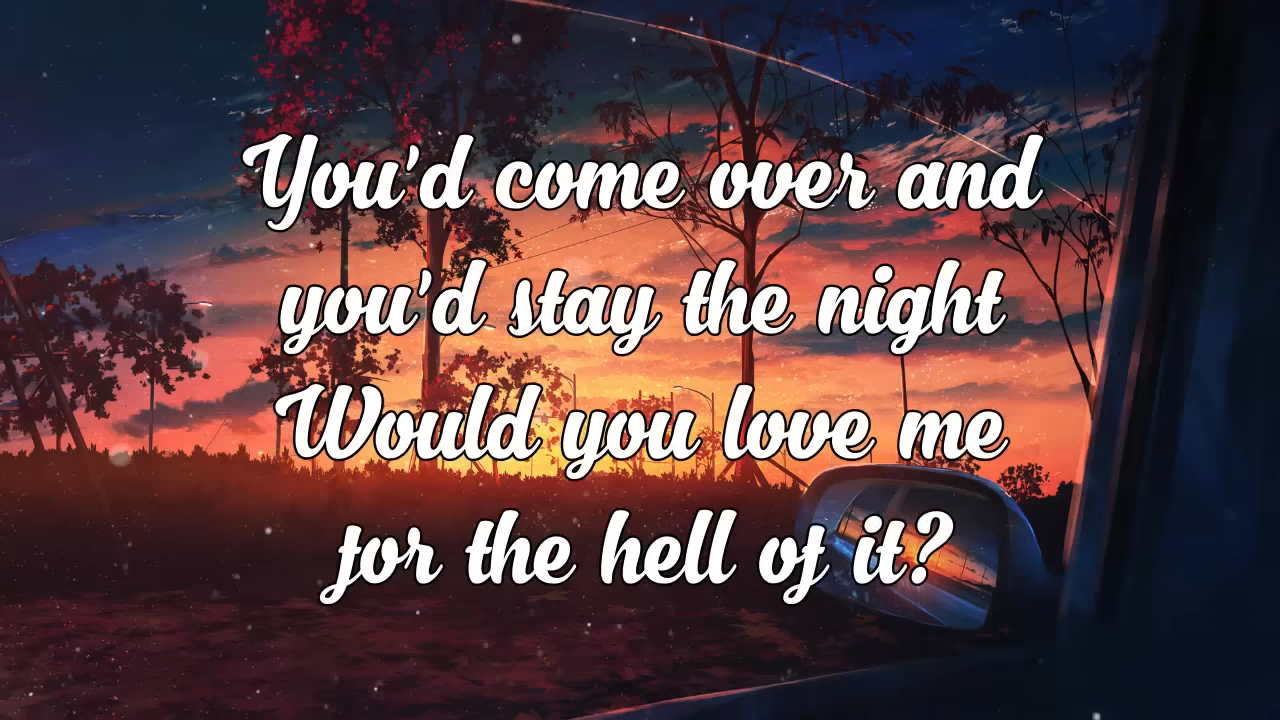 You'd come over and
you'd stay the night
Would you love me
for the hell of it?